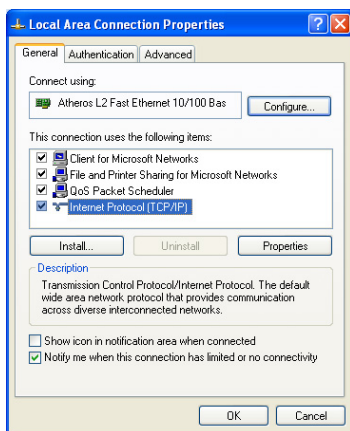 Local Area Connection Properties
General Authentication Advanced
Connect using:
Atheros L2 Fast Ethernet 10/100 Bas
Configure...
This connection uses the following items:
Client for Microsoft Networks
File and Printer Sharing for Microsoft Networks
QoS Packet Scheduler
Internet Protocol (TCP/IP)
Install... Uninstall Properties
Description
Transmission Control Protocol/Internet Protocol. The default
wide area network protocol that provides communication
across diverse interconnected networks.
Show icon in notification area when connected
Notify me when this connection has limited or no connectivity
OK Cancel